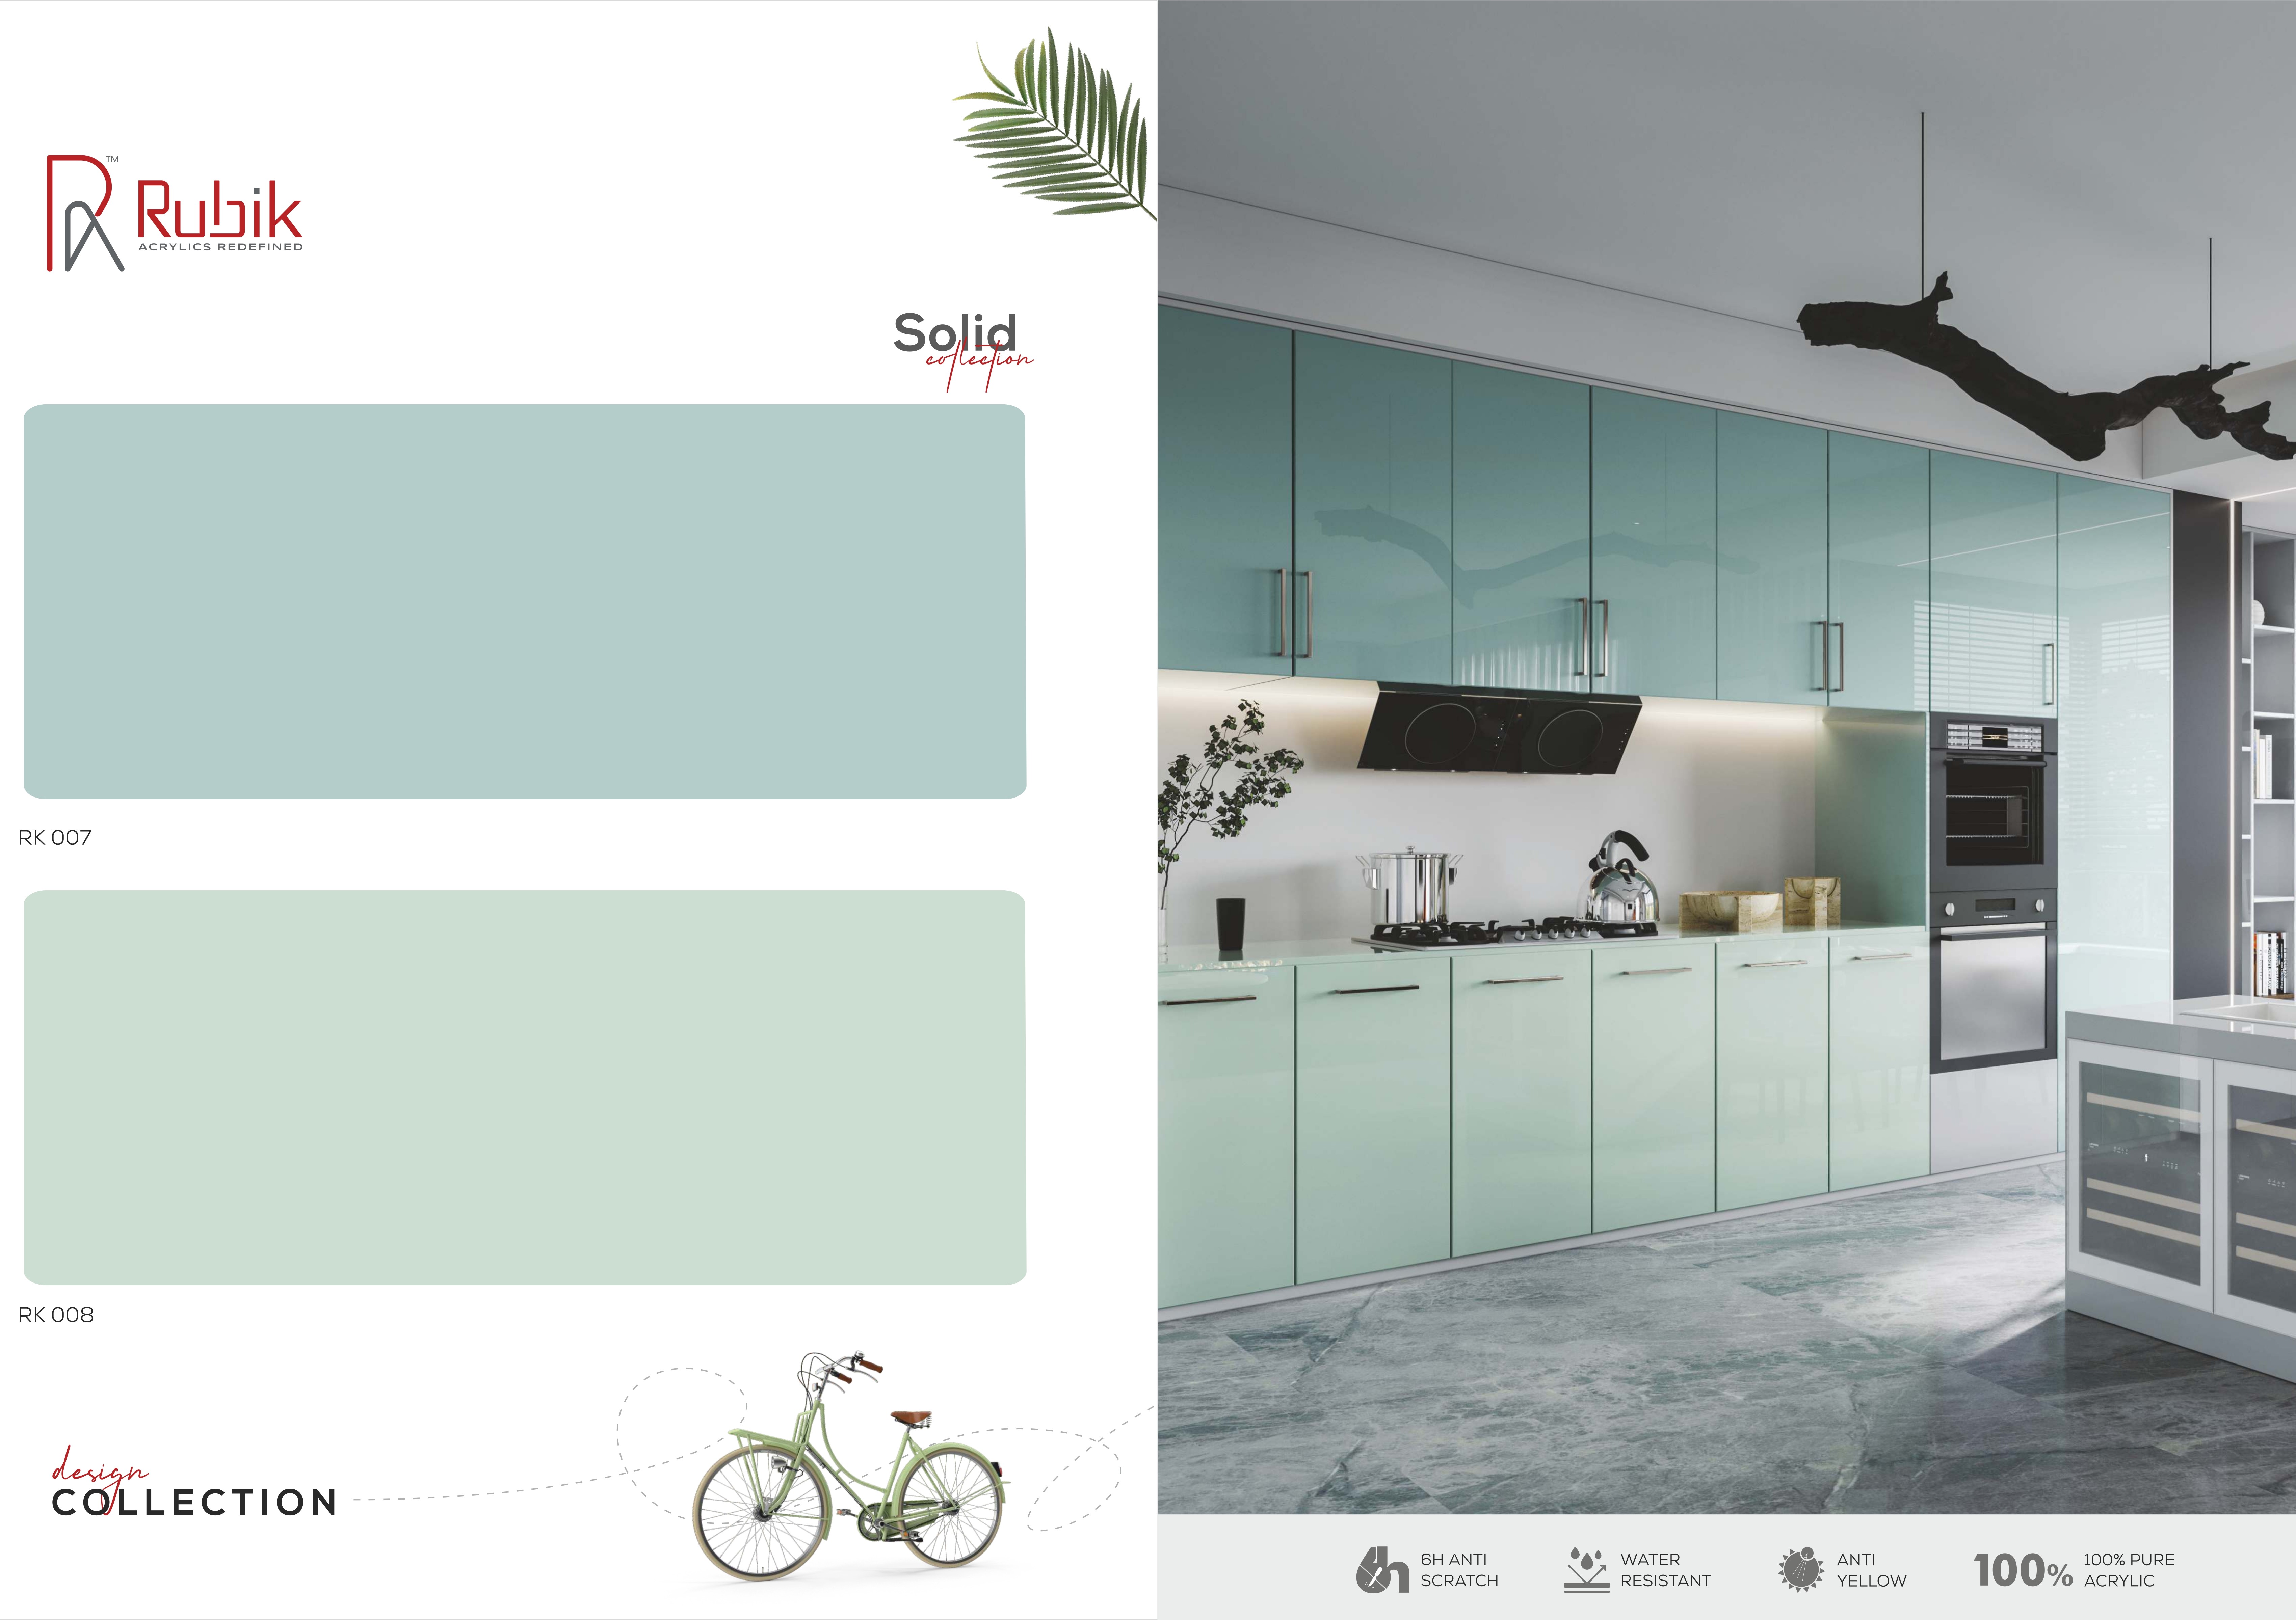 TM
Rubik
ACRYLICS REDEFINED
Solid
collection
RK 007
RK 008
design
COLLECTION
6H ANTI
SCRATCH
WATER
RESISTANT
ANTI
YELLOW
100%
100% PURE
ACRYLIC